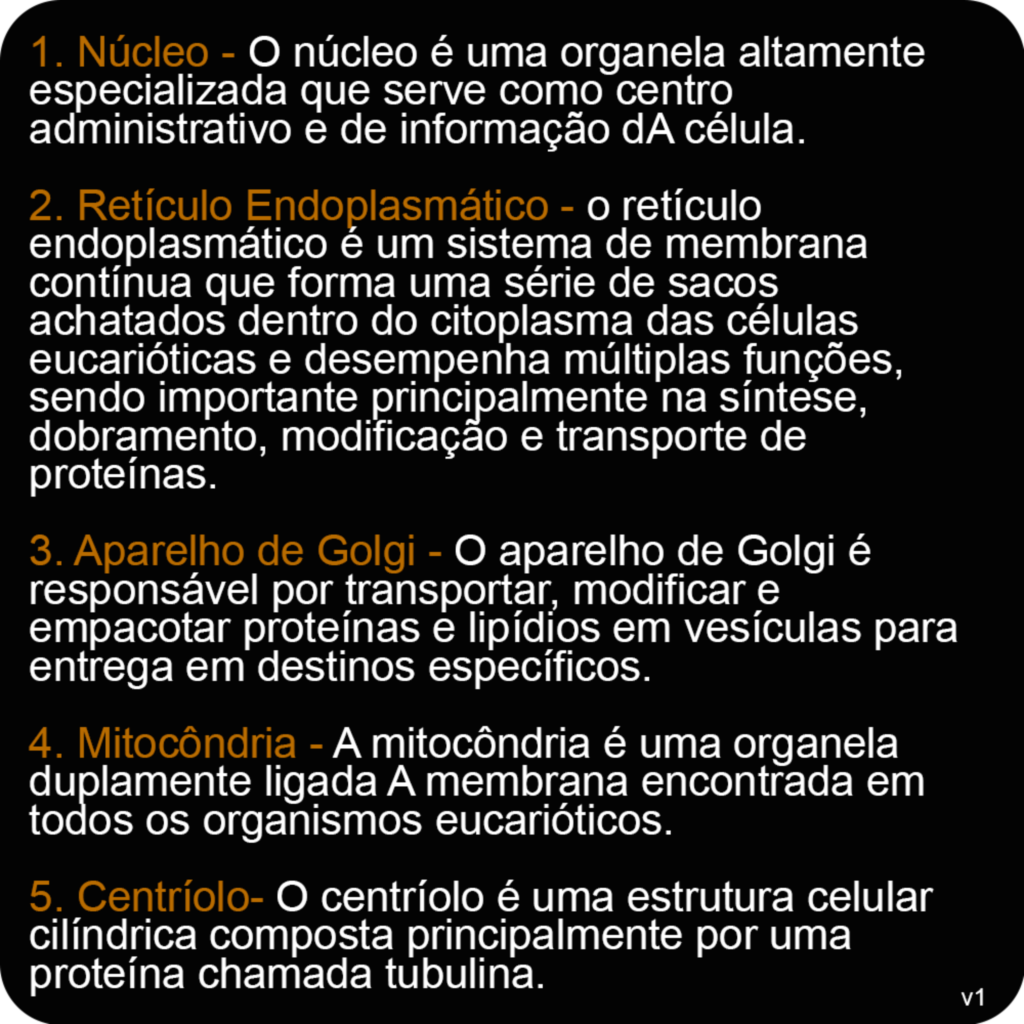 1. Núcleo - O núcleo é uma organela altamente
especializada que serve como centro
administrativo e de informação dA célula.
2. Retículo Endoplasmático - o retículo
endoplasmático é um sistema de membrana
contínua que forma uma série de sacos
achatados dentro do citoplasma das células
eucarióticas e desempenha múltiplas funções,
sendo importante principalmente na síntese,
dobramento, modificação e transporte de
proteínas.
3. Aparelho de Golgi - O aparelho de Golgi é
responsável por transportar, modificar e
empacotar proteínas e lipídios em vesículas para
entrega em destinos específicos.
4. Mitocôndria - A mitocôndria é uma organela
duplamente ligada A membrana encontrada em
todos os organismos eucarióticos.
5. Centríolo- O centríolo é uma estrutura celular
cilíndrica composta principalmente por uma
proteína chamada tubulina.
v1